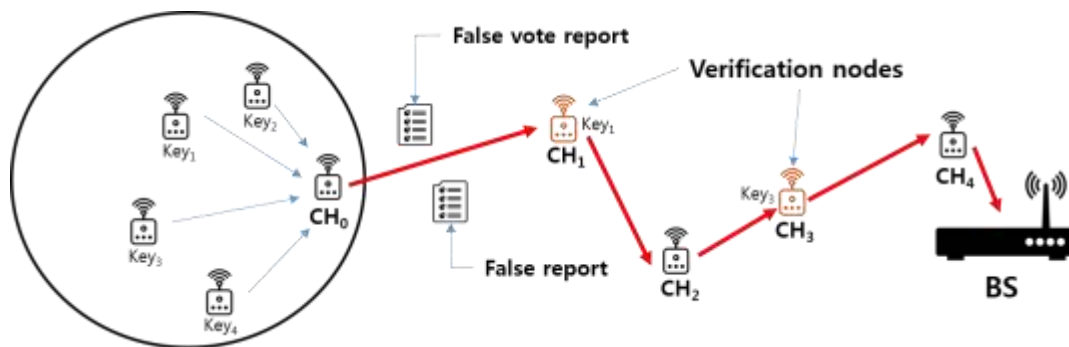 False vote report
Verification nodes
Key₂
Key₁
Key₁
CH₁
CH₄
CH₀
Key₃
CH₃
Key₃
False report
CH₂
BS
Key₄